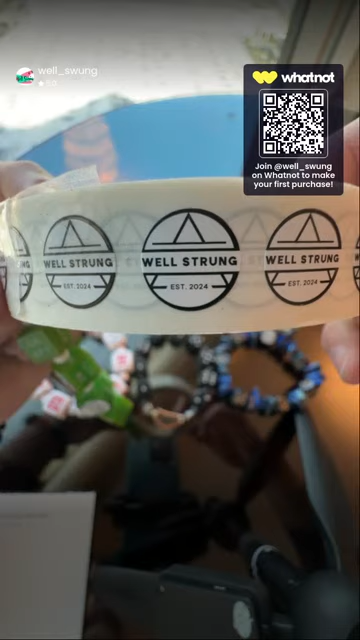 well_swung
whatnot
Join @well_swung
on Whatnot to make
your first purchase!
WELL STRUNG
EST. 2024
WELL STRUNG
EST. 2024
WELL STRUNG
EST. 2024